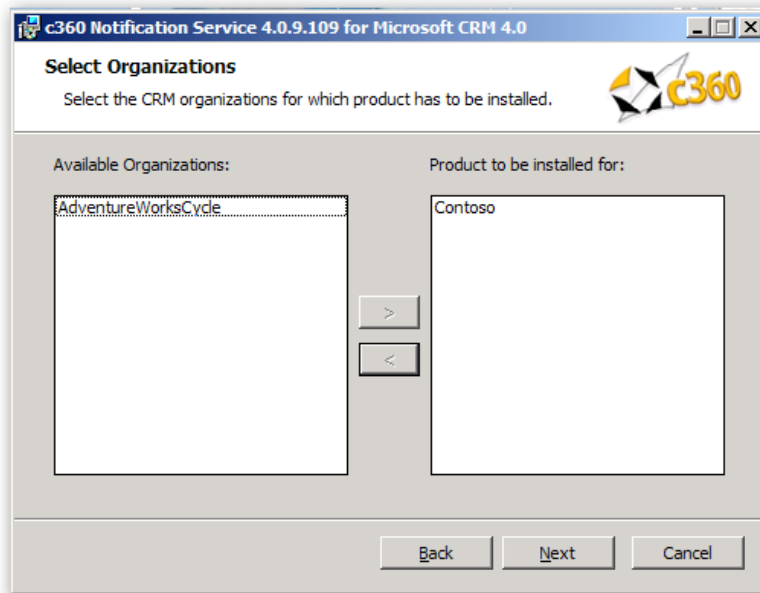 c360 Notification Service 4.0.9.109 for Microsoft CRM 4.0
Select Organizations
Select the CRM organizations for which product has to be installed.
c360
Available Organizations:
Product to be installed for:
AdventureWorksCycle
Contoso
>
<
Back
Next
Cancel